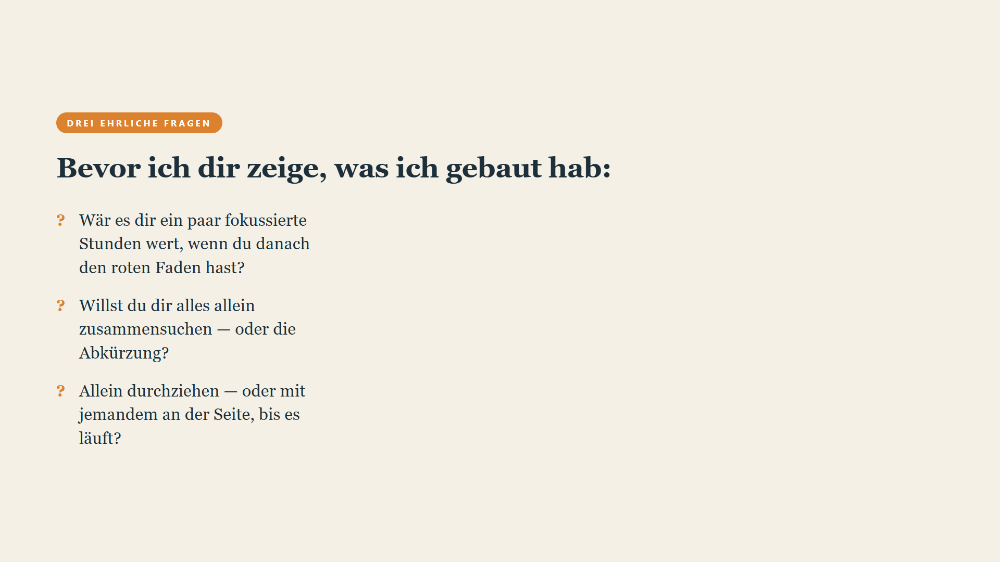 DREI EHRLICHE FRAGEN
Bevor ich dir zeige, was ich gebaut hab:
? Wär es dir ein paar fokussierte
Stunden wert, wenn du danach
den roten Faden hast?
? Willst du dir alles allein
zusammensuchen — oder die
Abkürzung?
? Allein durchziehen — oder mit
jemandem an der Seite, bis es
läuft?